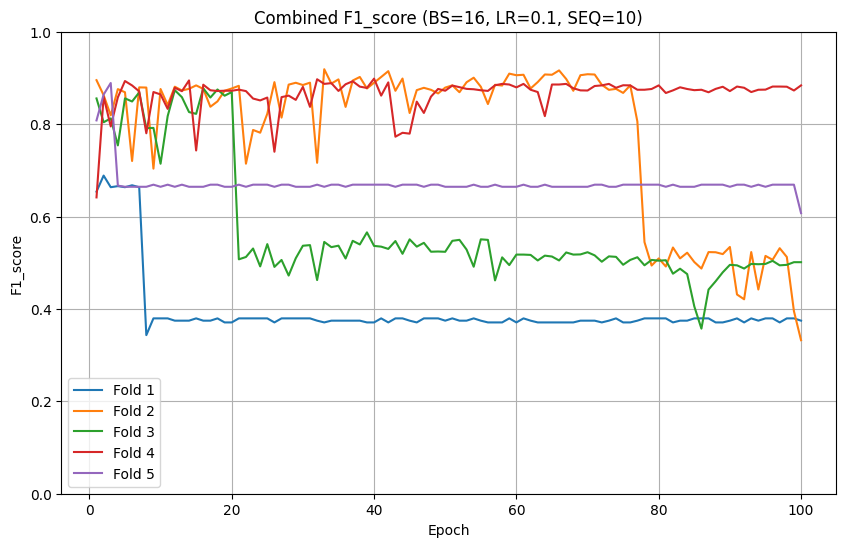 Combined F1_score (BS=16, LR=0.1, SEQ=10)
1.0
0.8
0.6
0.4
0.2
0.0
F1_score
Fold 1
Fold 2
Fold 3
Fold 4
Fold 5
0 20 40 60 80 100
Epoch